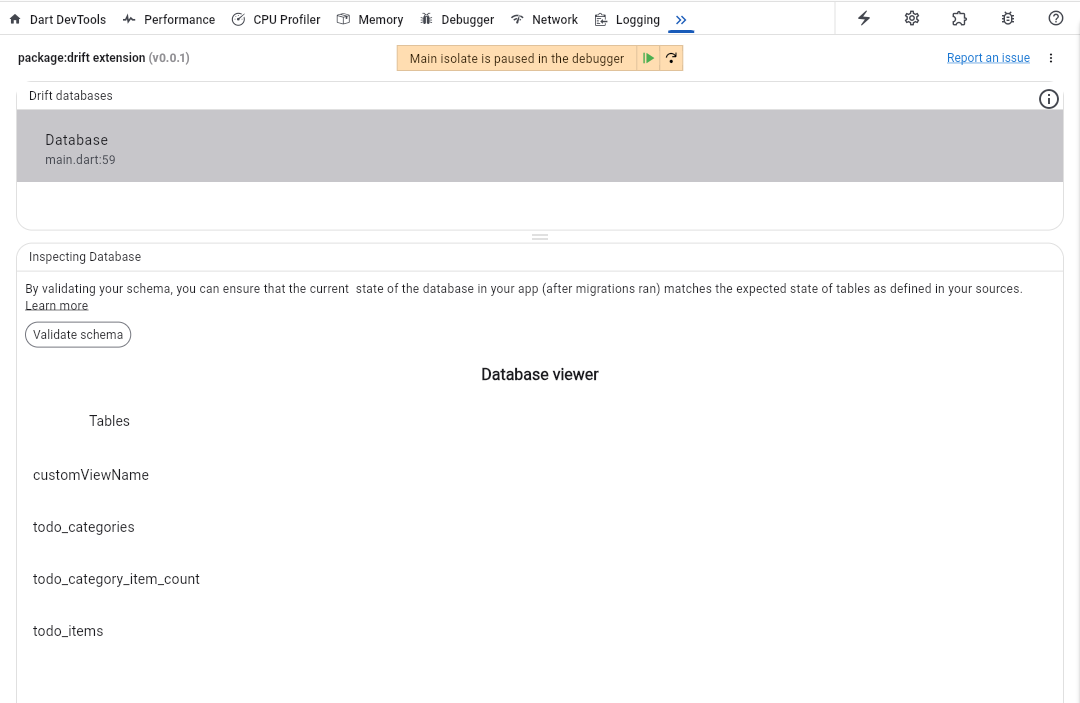 Dart DevTools Performance CPU Profiler Memory Debugger Network Logging
package:drift extension (v0.0.1) Main isolate is paused in the debugger Report an issue
Drift databases
Database
main.dart:59
Inspecting Database
By validating your schema, you can ensure that the current  state of the database in your app (after migrations ran) matches the expected state of tables as defined in your sources.
Learn more
Validate schema
Database viewer
Tables
customViewName
todo_categories
todo_category_item_count
todo_items